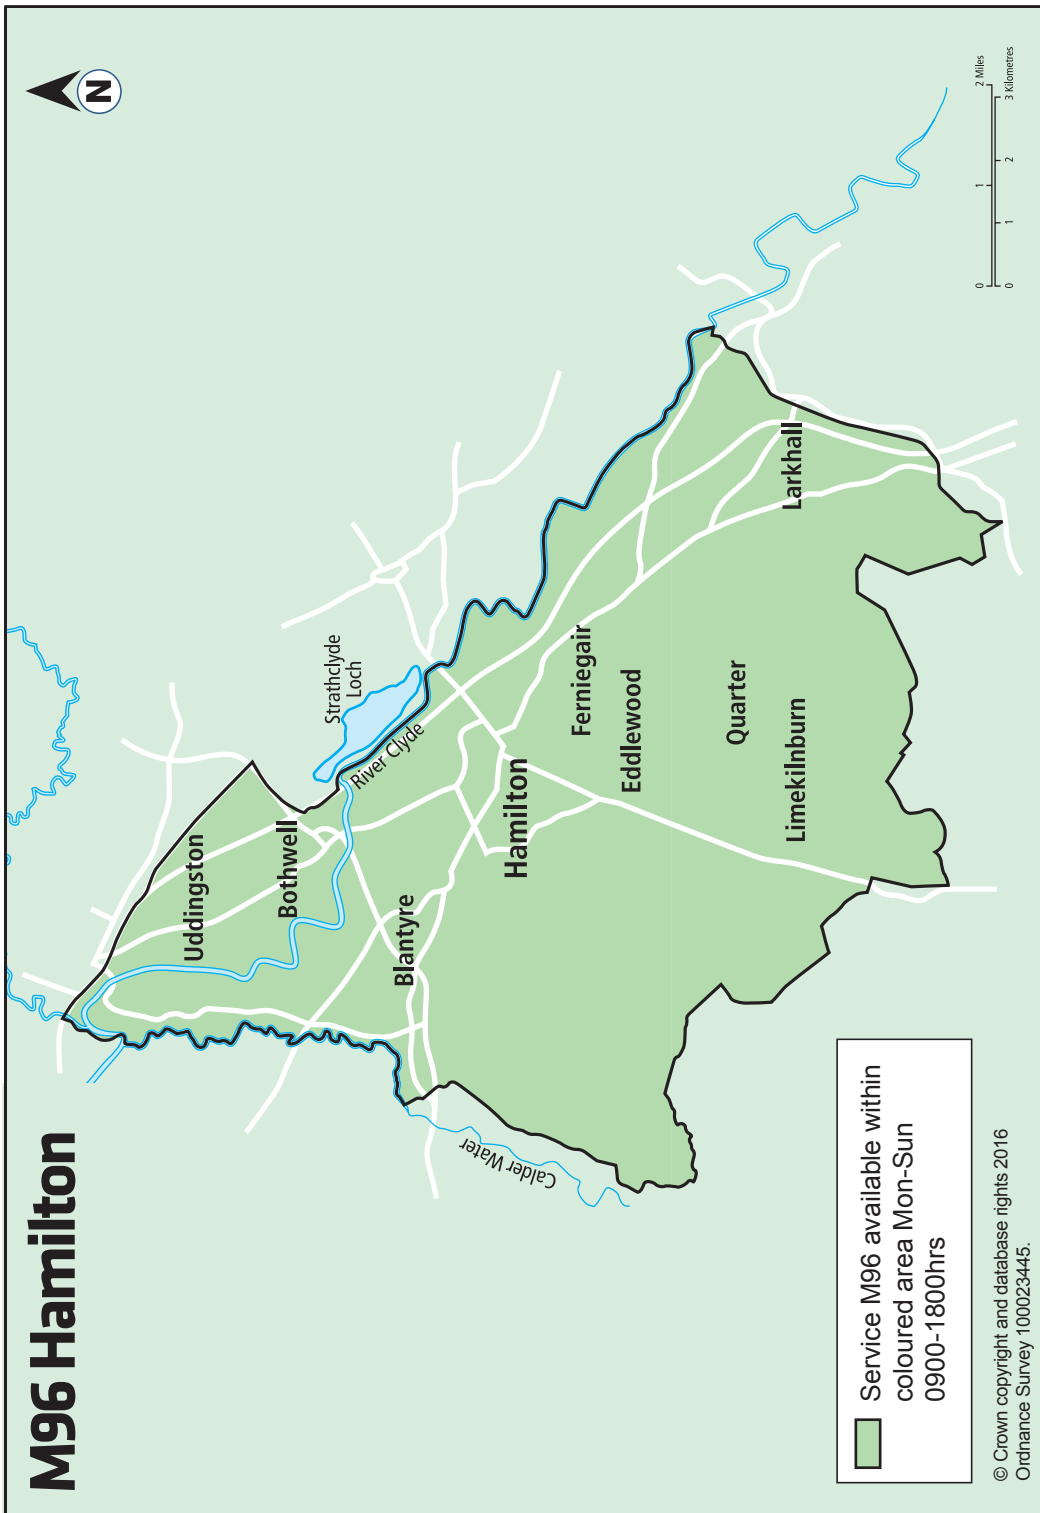 M96 Hamilton
N
Uddingston
Bothwell
Strathclyde
Loch
River Clyde
Blantyre
Calder Water
Hamilton
Ferniegair
Eddlewood
Quarter
Limekilnburn
Larkhall
Service M96 available within
coloured area Mon-Sun
0900-1800hrs
0 1 2 Miles
0 1 2 3 Kilometres
© Crown copyright and database rights 2016
Ordnance Survey 100023445.